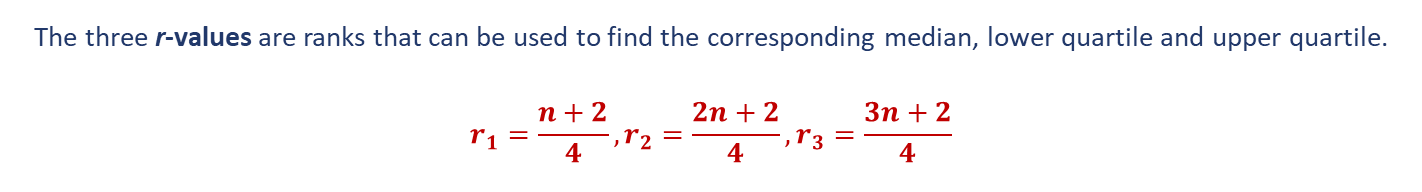 The three r-values are ranks that can be used to find the corresponding median, lower quartile and upper quartile.
r₁ = (n + 2)/4, r₂ = (2n + 2)/4, r₃ = (3n + 2)/4